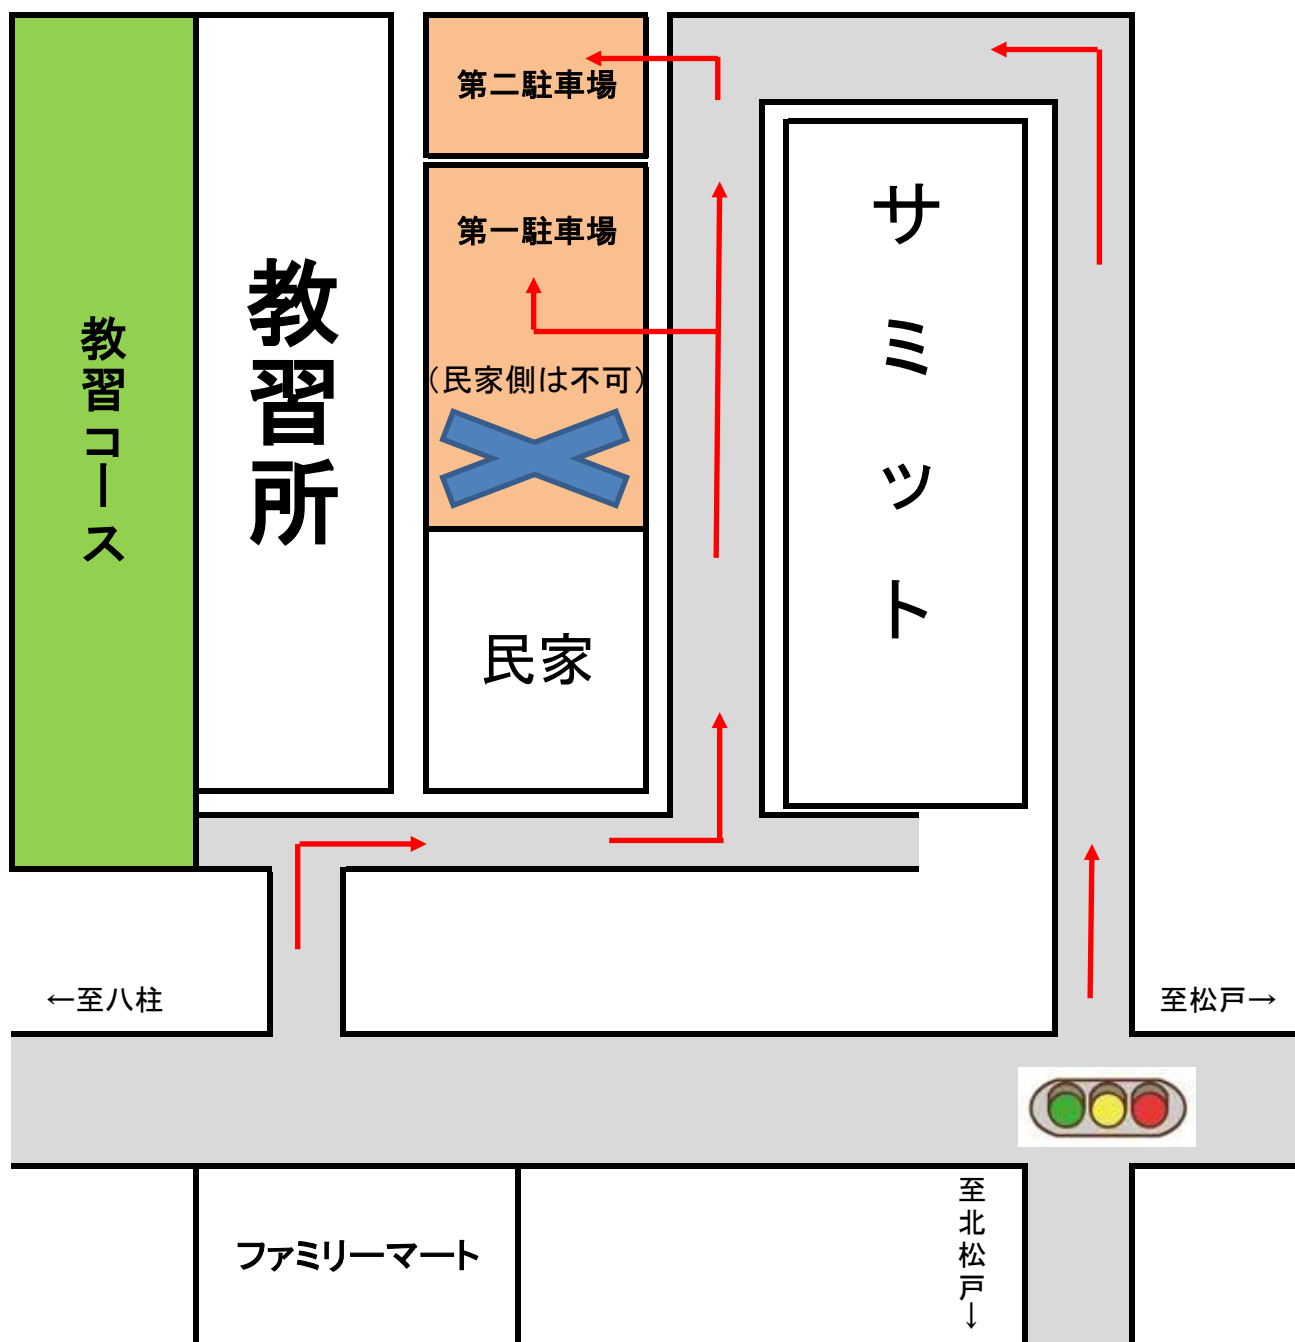 第二駐車場
第一駐車場
（民家側は不可）
教習コース
教習所
サミット
民家
←至八柱
至松戸→
ファミリーマート
至北松戸→